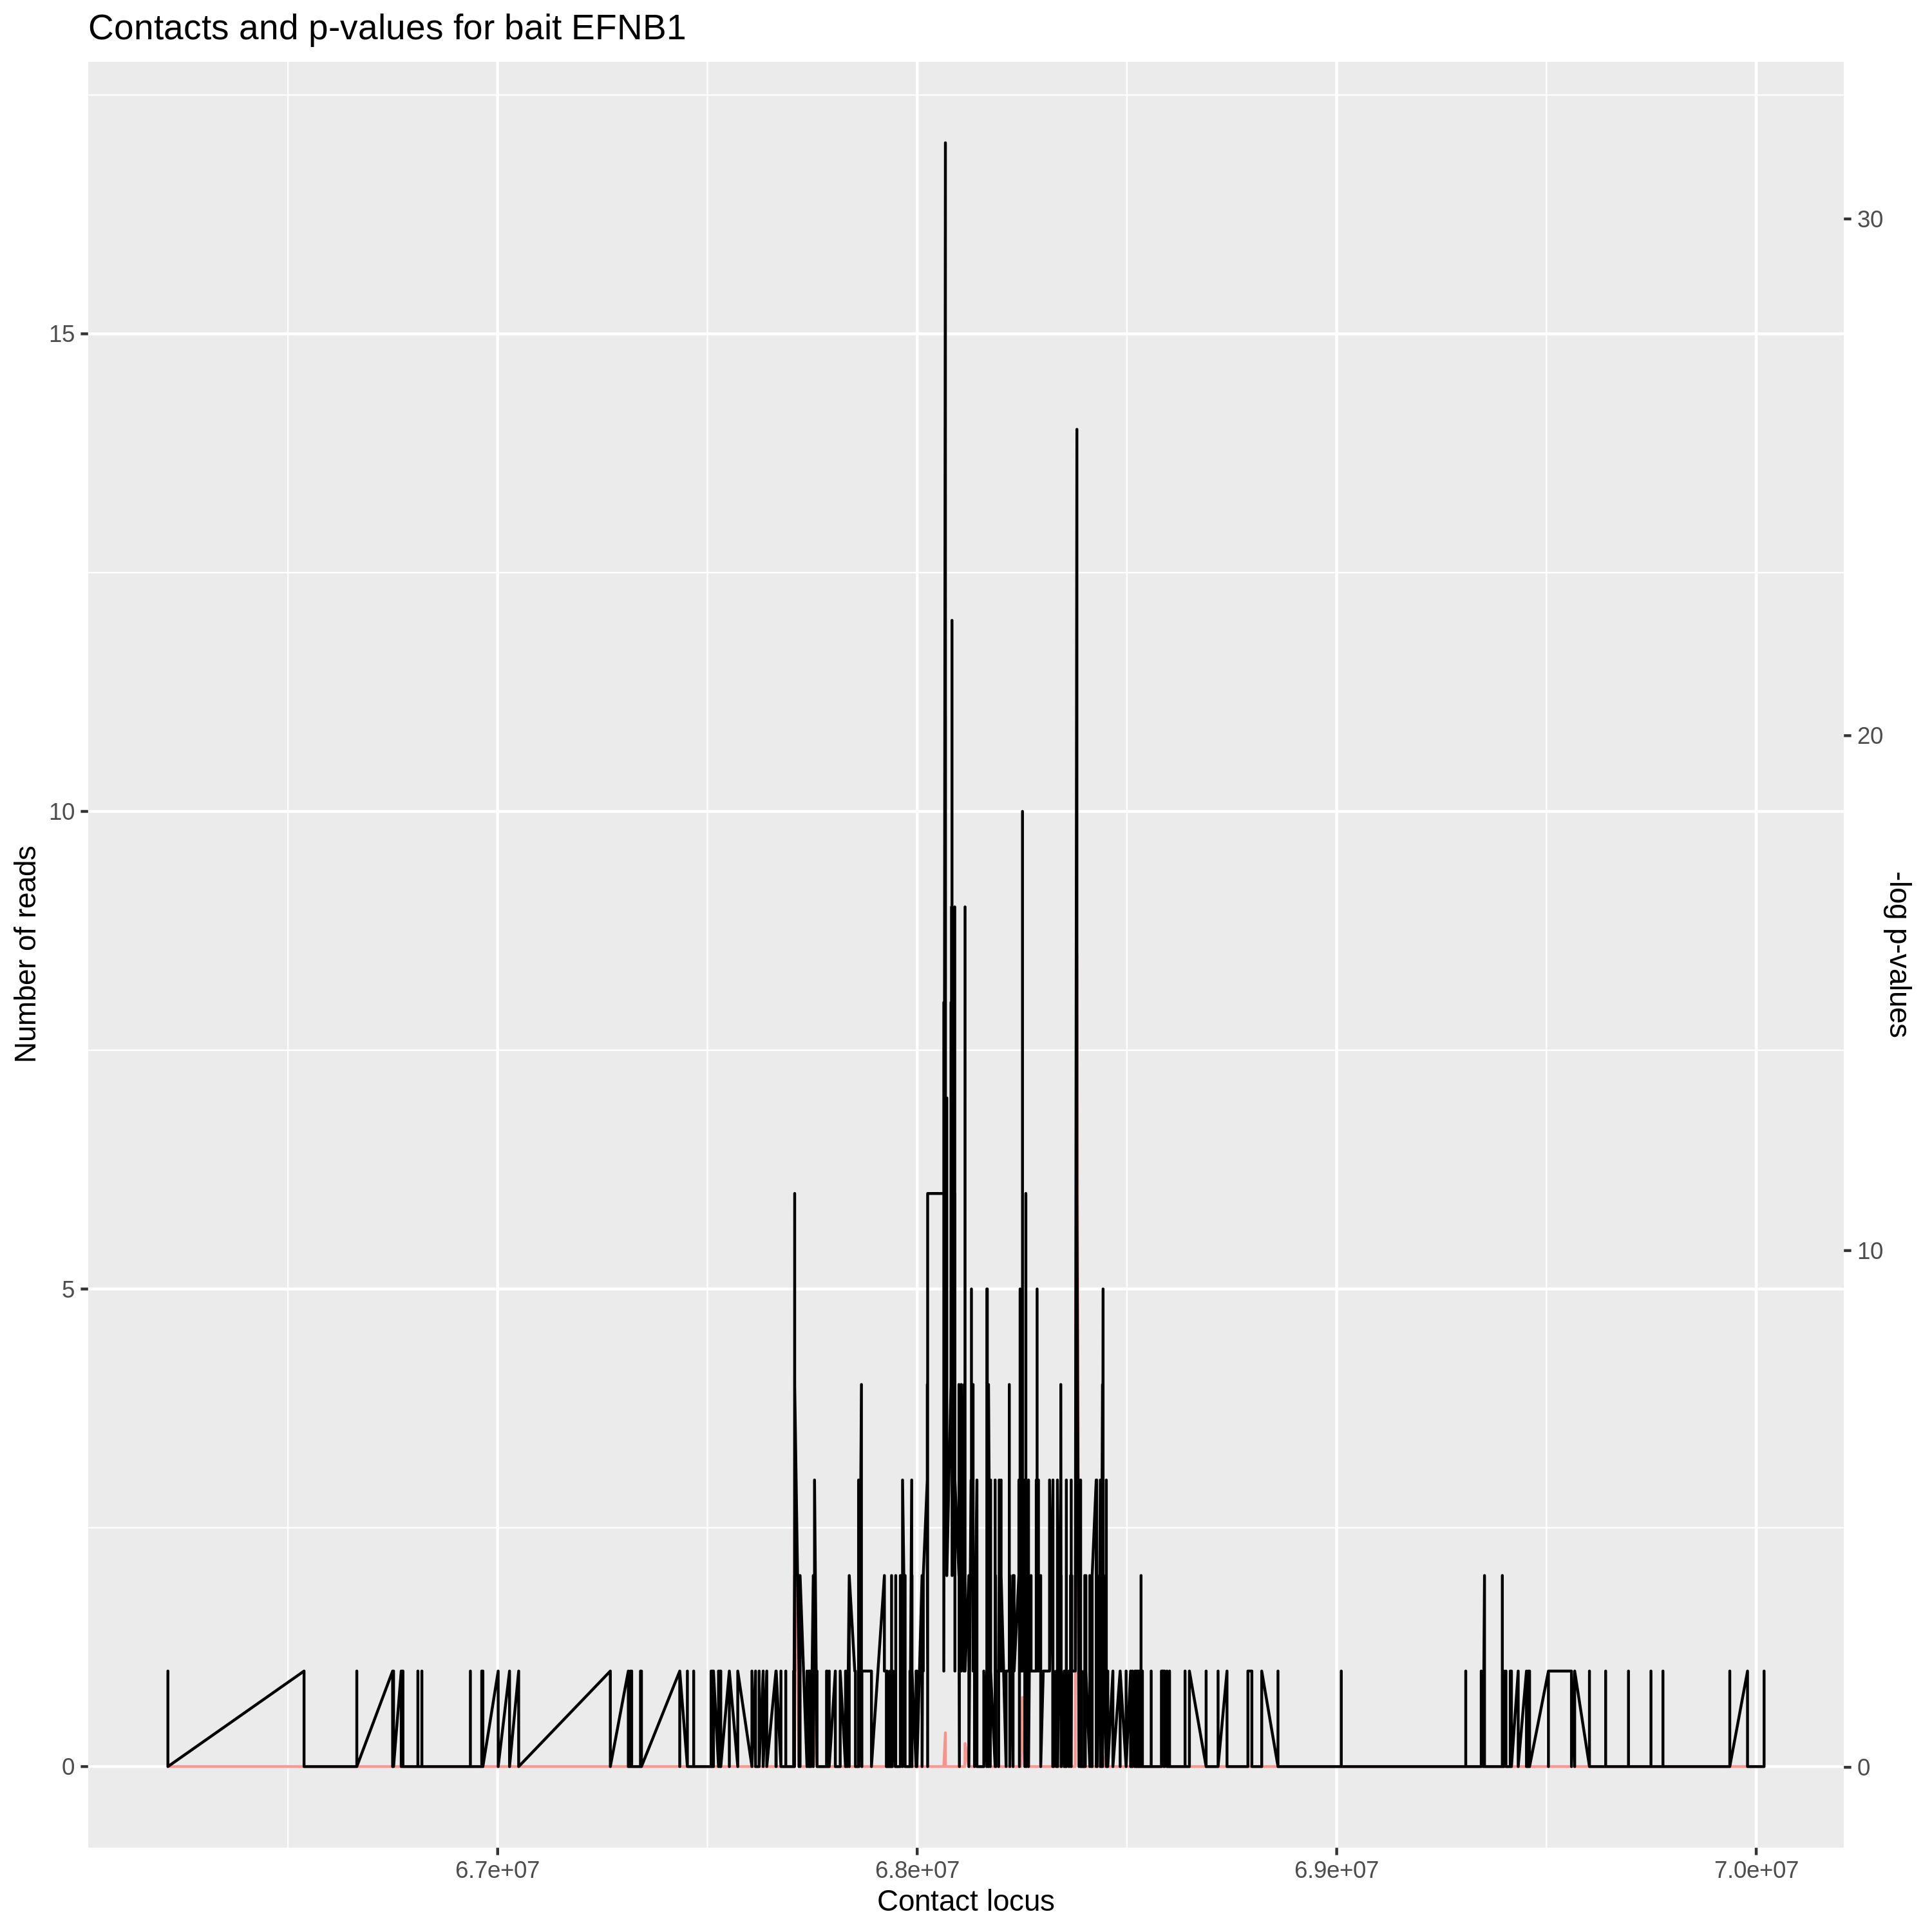 Contacts and p-values for bait EFNB1
15
10
5
0
Number of reads
30
20
10
0
-log p-values
6.7e+07 6.8e+07 6.9e+07 7.0e+07
Contact locus